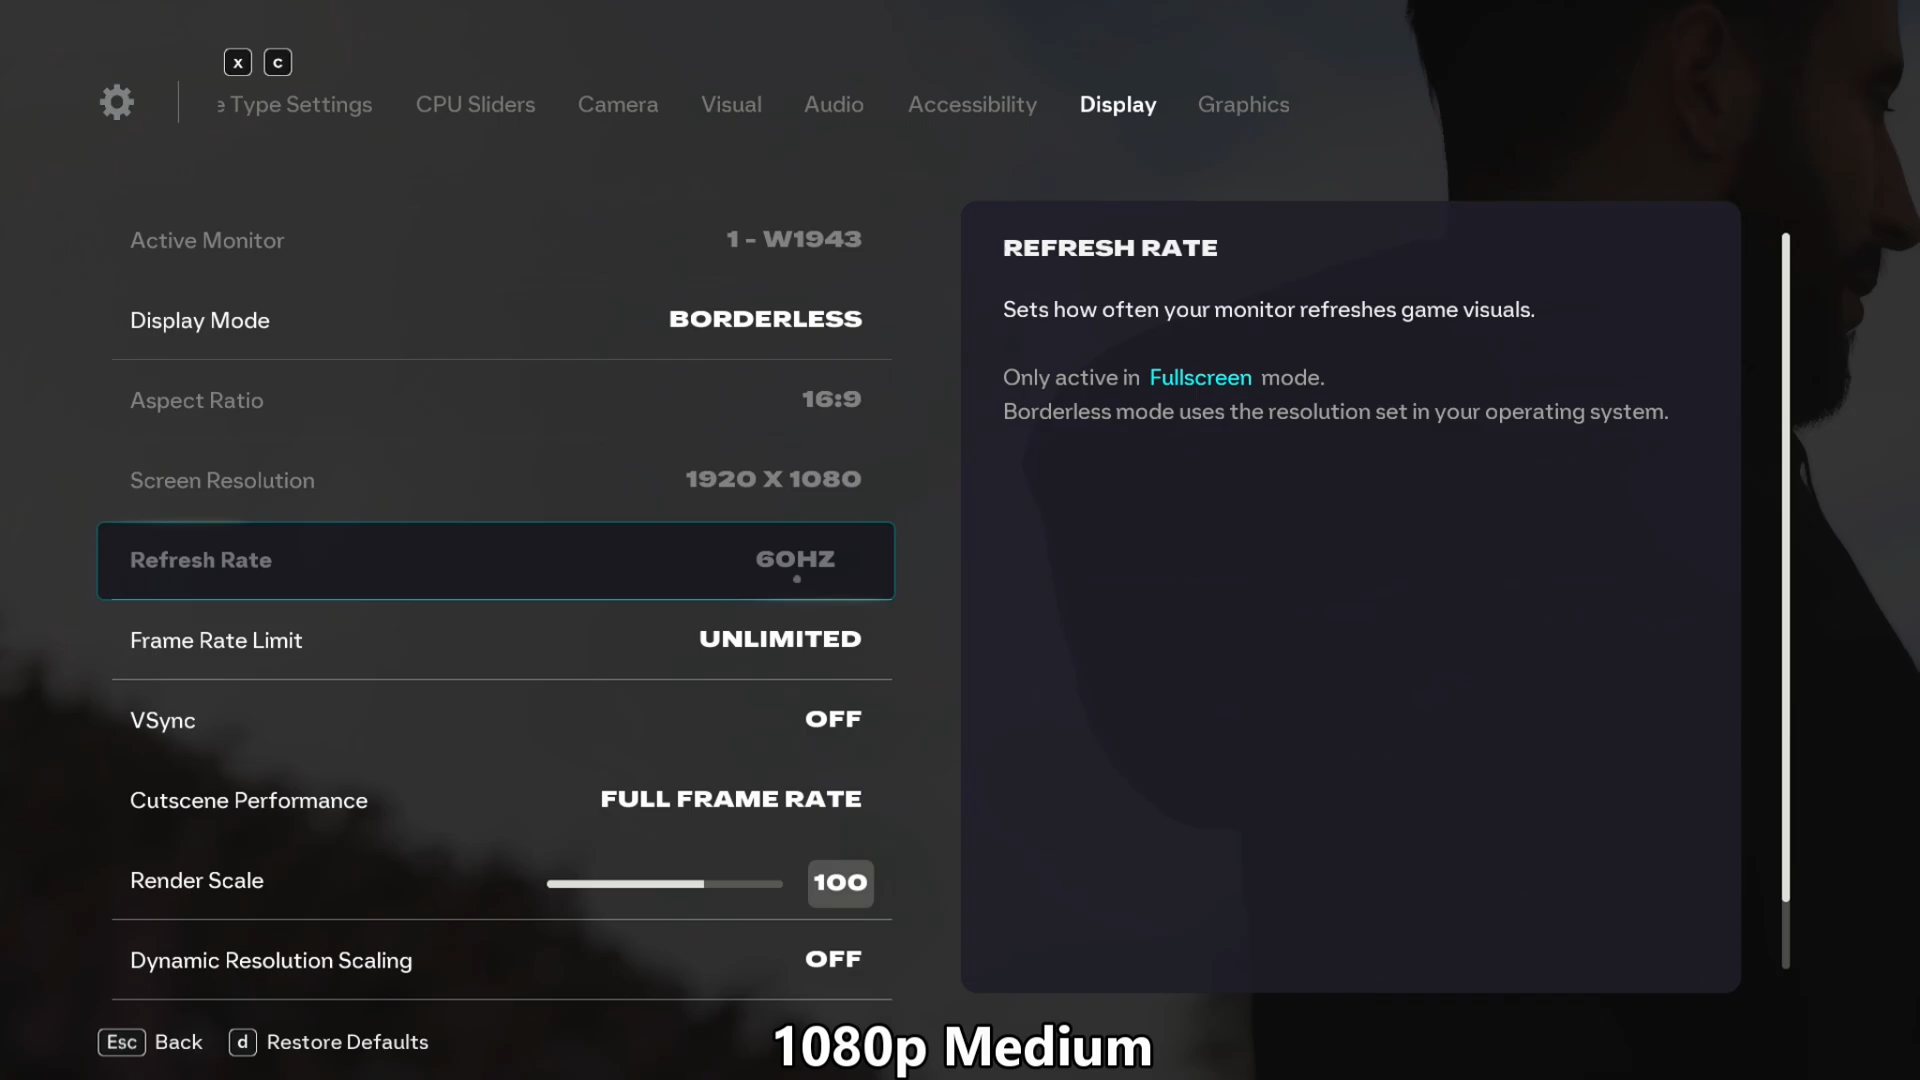 x c
e Type Settings CPU Sliders Camera Visual Audio Accessibility Display Graphics
Active Monitor 1 - W1943
Display Mode BORDERLESS
Aspect Ratio 16:9
Screen Resolution 1920 X 1080
Refresh Rate 60HZ
Frame Rate Limit UNLIMITED
VSync OFF
Cutscene Performance FULL FRAME RATE
Render Scale 100
Dynamic Resolution Scaling OFF
REFRESH RATE
Sets how often your monitor refreshes game visuals.
Only active in Fullscreen mode.
Borderless mode uses the resolution set in your operating system.
Esc Back d Restore Defaults
1080p Medium